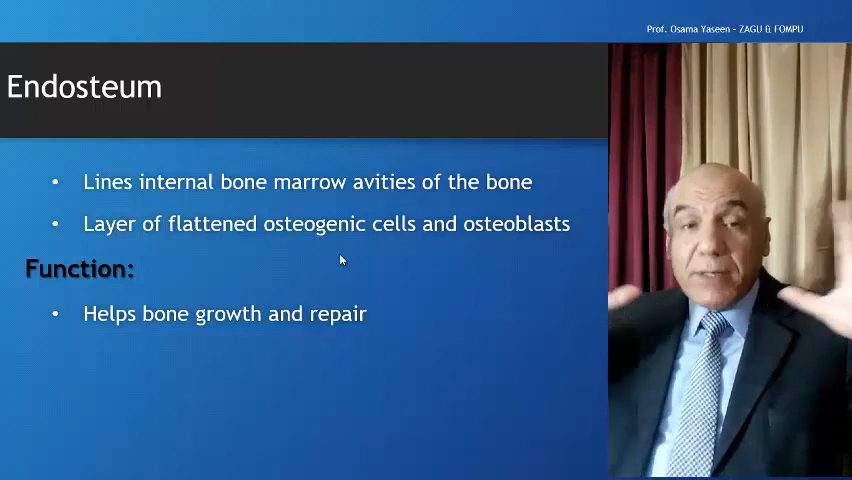 Prof. Osama Yaseen - ZAGU & FOMPU
Endosteum
• Lines internal bone marrow avities of the bone
• Layer of flattened osteogenic cells and osteoblasts
Function:
• Helps bone growth and repair